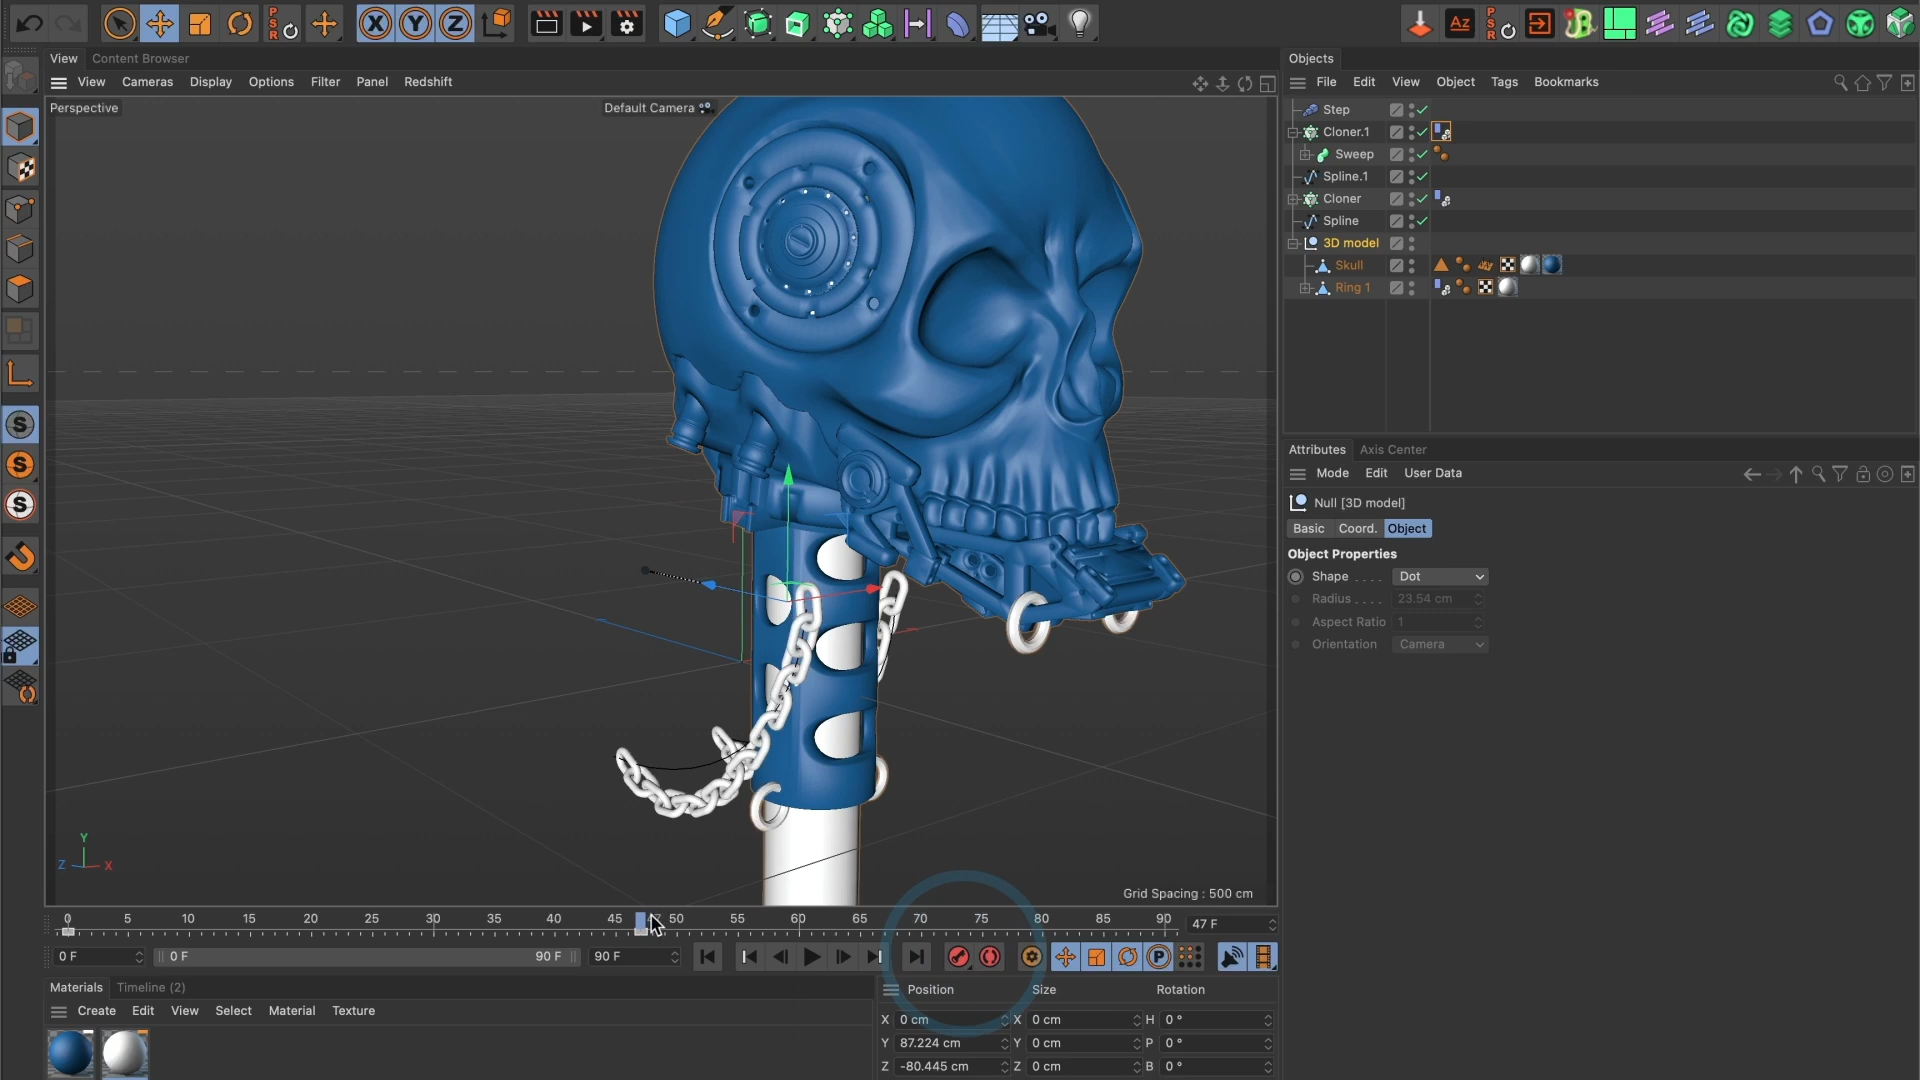 P S R
X Y Z
Az
P S R
View Content Browser
View Cameras Display Options Filter Panel Redshift
Perspective
Default Camera
Grid Spacing : 500 cm
Y
Z X
Objects
File Edit View Object Tags Bookmarks
Step
Cloner.1
Sweep
Spline.1
Cloner
Spline
3D model
Skull
Ring 1
Attributes Axis Center
Mode Edit User Data
Null [3D model]
Basic Coord. Object
Object Properties
Shape . . . . Dot
Radius . . . . 23.54 cm
Aspect Ratio 1
Orientation Camera
S
S
S
0 5 10 15 20 25 30 35 40 45 47 50 55 60 65 70 75 80 85 90 47 F
0 F 0 F 90 F 90 F P
Materials Timeline (2)
Create Edit View Select Material Texture
Position Size Rotation
X 0 cm X 0 cm H 0 °
Y 87.224 cm Y 0 cm P 0 °
Z -80.445 cm Z 0 cm B 0 °